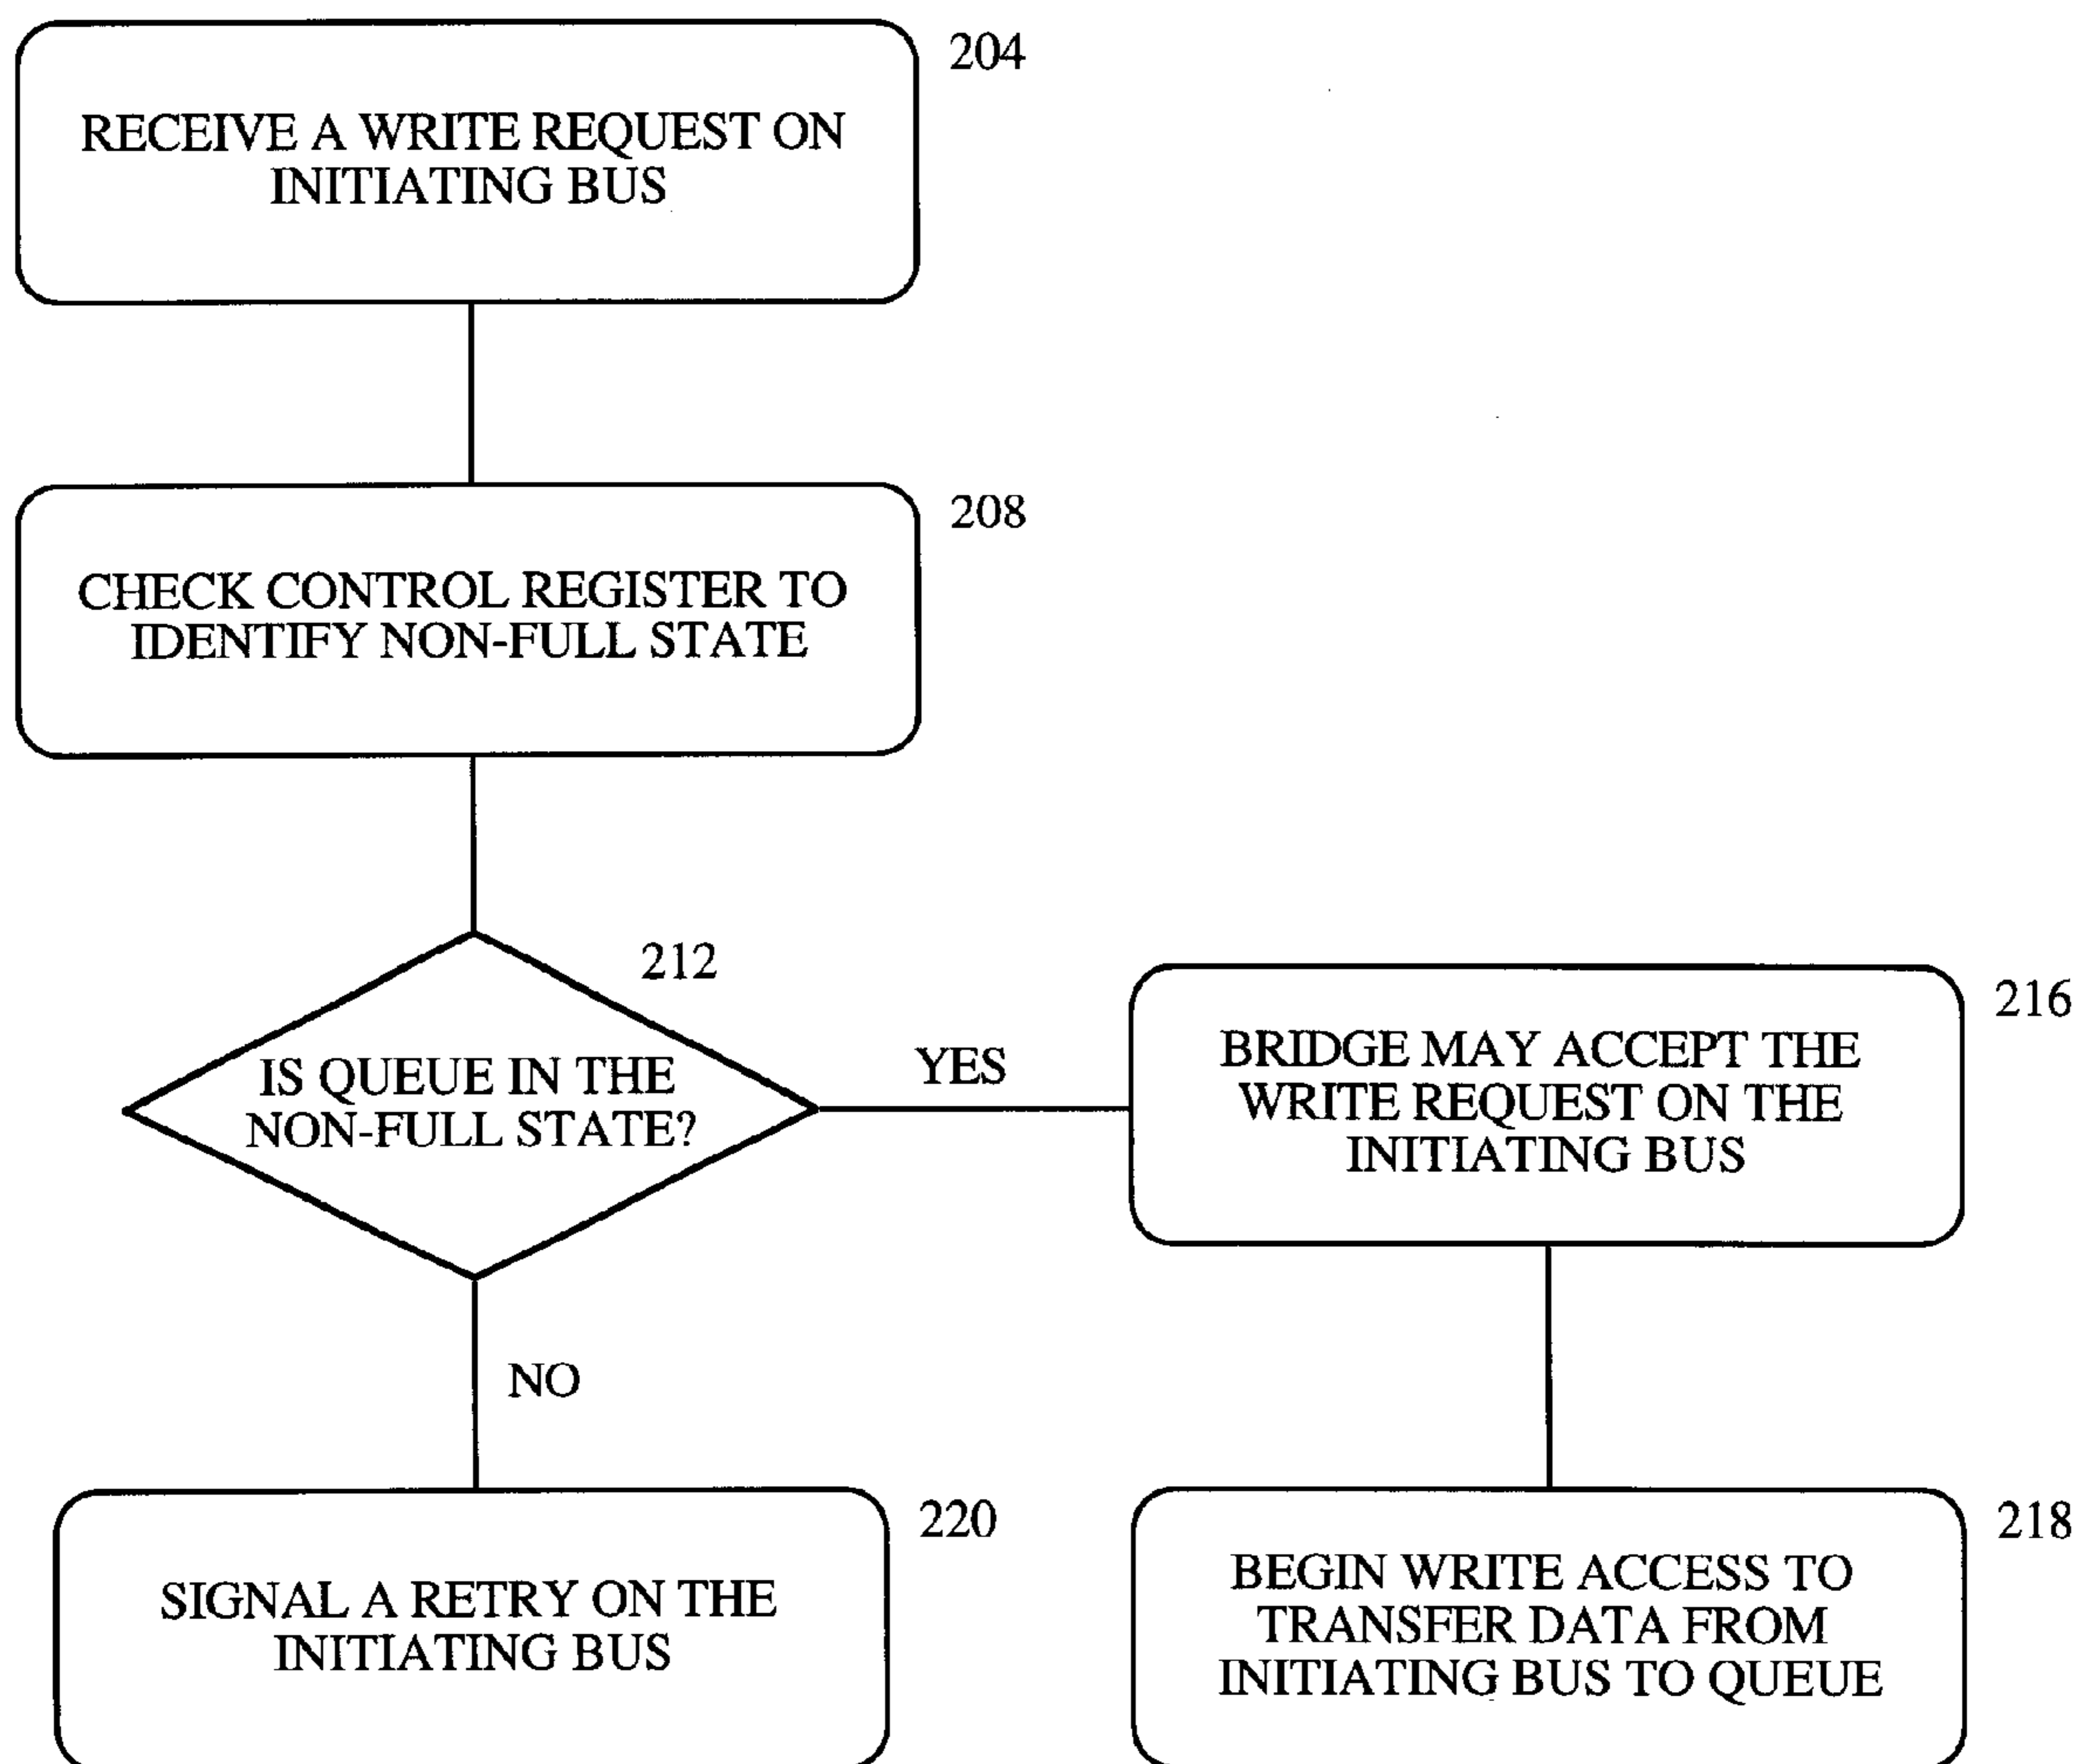 204
RECEIVE A WRITE REQUEST ON
INITIATING BUS
208
CHECK CONTROL REGISTER TO
IDENTIFY NON-FULL STATE
212
IS QUEUE IN THE
NON-FULL STATE?
YES
216
BRIDGE MAY ACCEPT THE
WRITE REQUEST ON THE
INITIATING BUS
NO
220
SIGNAL A RETRY ON THE
INITIATING BUS
218
BEGIN WRITE ACCESS TO
TRANSFER DATA FROM
INITIATING BUS TO QUEUE